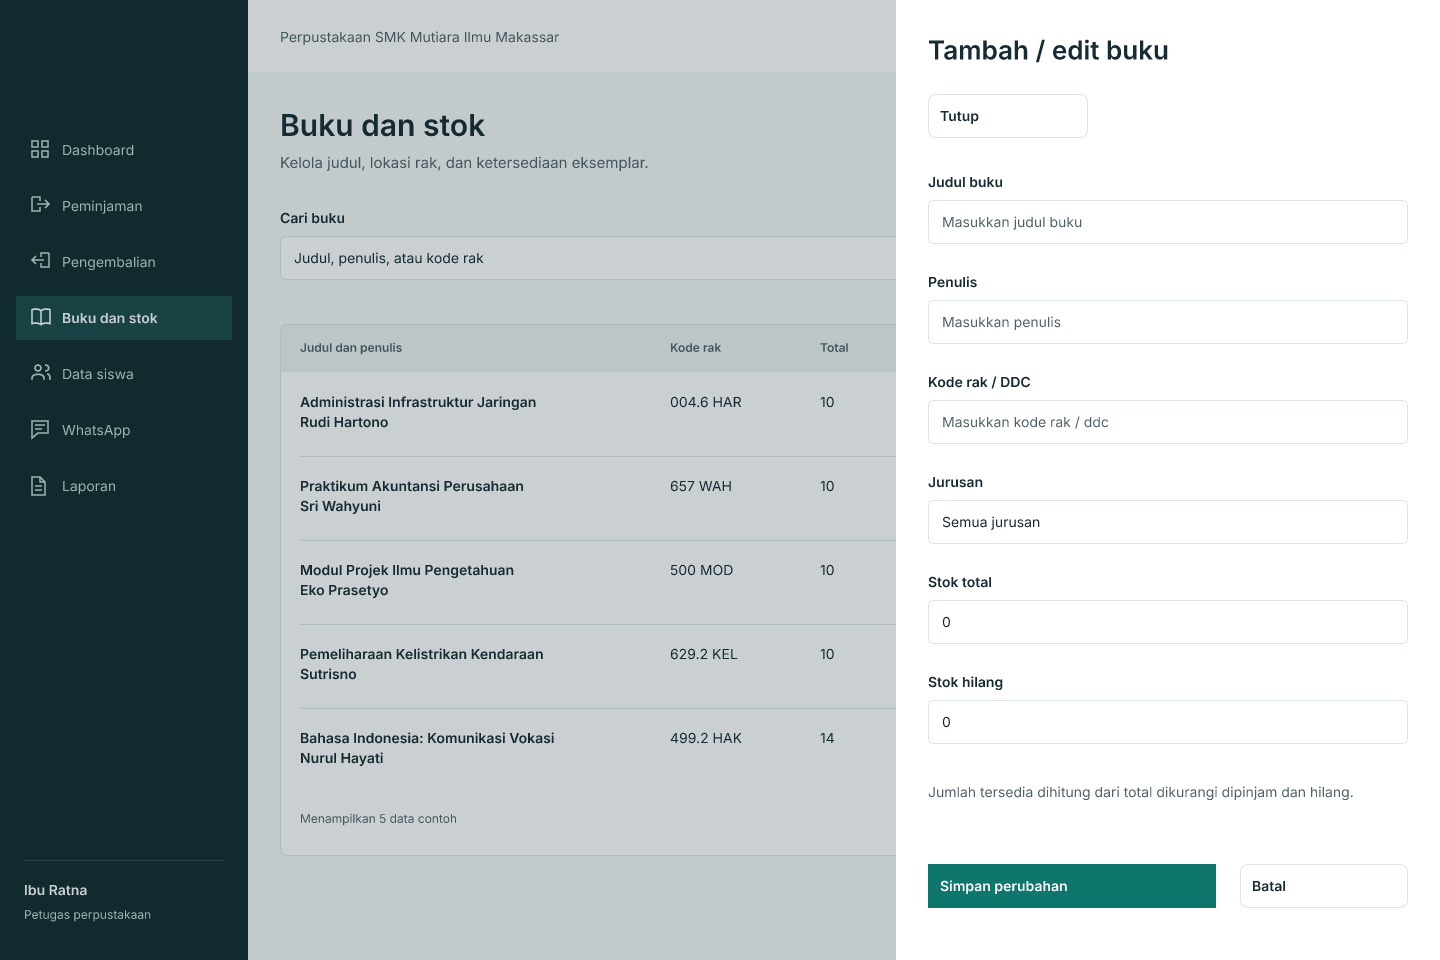 Dashboard
Peminjaman
Pengembalian
Buku dan stok
Data siswa
WhatsApp
Laporan
Ibu Ratna
Petugas perpustakaan
Perpustakaan SMK Mutiara Ilmu Makassar
Buku dan stok
Kelola judul, lokasi rak, dan ketersediaan eksemplar.
Cari buku
Judul, penulis, atau kode rak
Judul dan penulis Kode rak Total
Administrasi Infrastruktur Jaringan 004.6 HAR 10
Rudi Hartono
Praktikum Akuntansi Perusahaan 657 WAH 10
Sri Wahyuni
Modul Projek Ilmu Pengetahuan 500 MOD 10
Eko Prasetyo
Pemeliharaan Kelistrikan Kendaraan 629.2 KEL 10
Sutrisno
Bahasa Indonesia: Komunikasi Vokasi 499.2 HAK 14
Nurul Hayati
Menampilkan 5 data contoh
Tambah / edit buku
Tutup
Judul buku
Masukkan judul buku
Penulis
Masukkan penulis
Kode rak / DDC
Masukkan kode rak / ddc
Jurusan
Semua jurusan
Stok total
0
Stok hilang
0
Jumlah tersedia dihitung dari total dikurangi dipinjam dan hilang.
Simpan perubahan
Batal